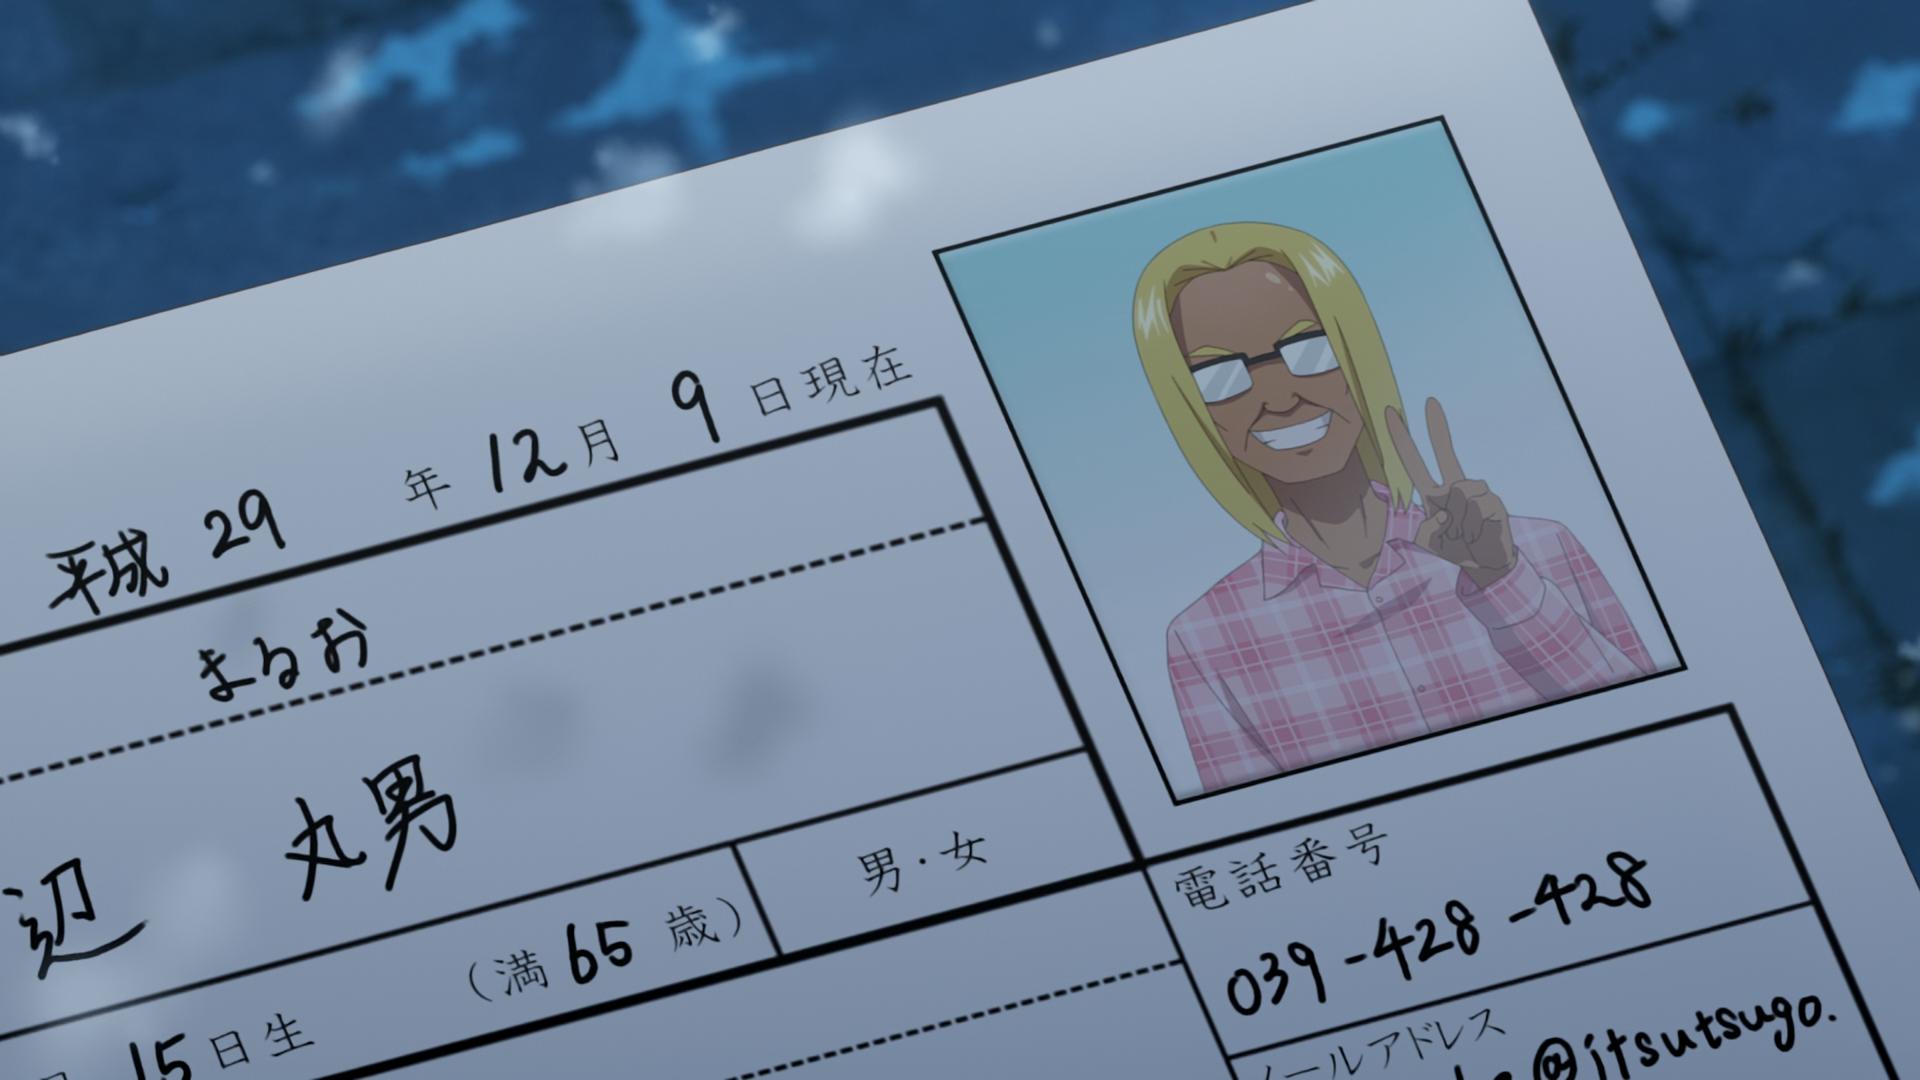 平成 29 年 12 月 9 日現在
まるお
辺 丸男
15日生 (満 65 歳)
男・女
電話番号
039-428-428
メールアドレス
@itsutsugo.